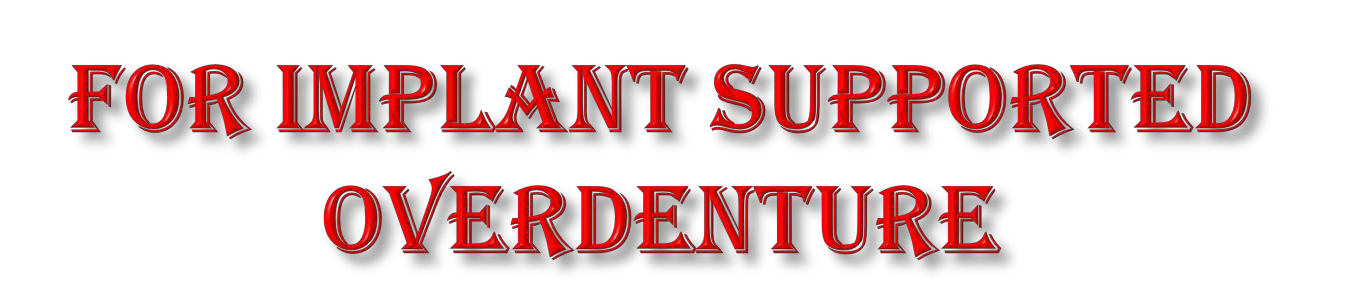 FOR IMPLANT SUPPORTED
OVERDENTURE